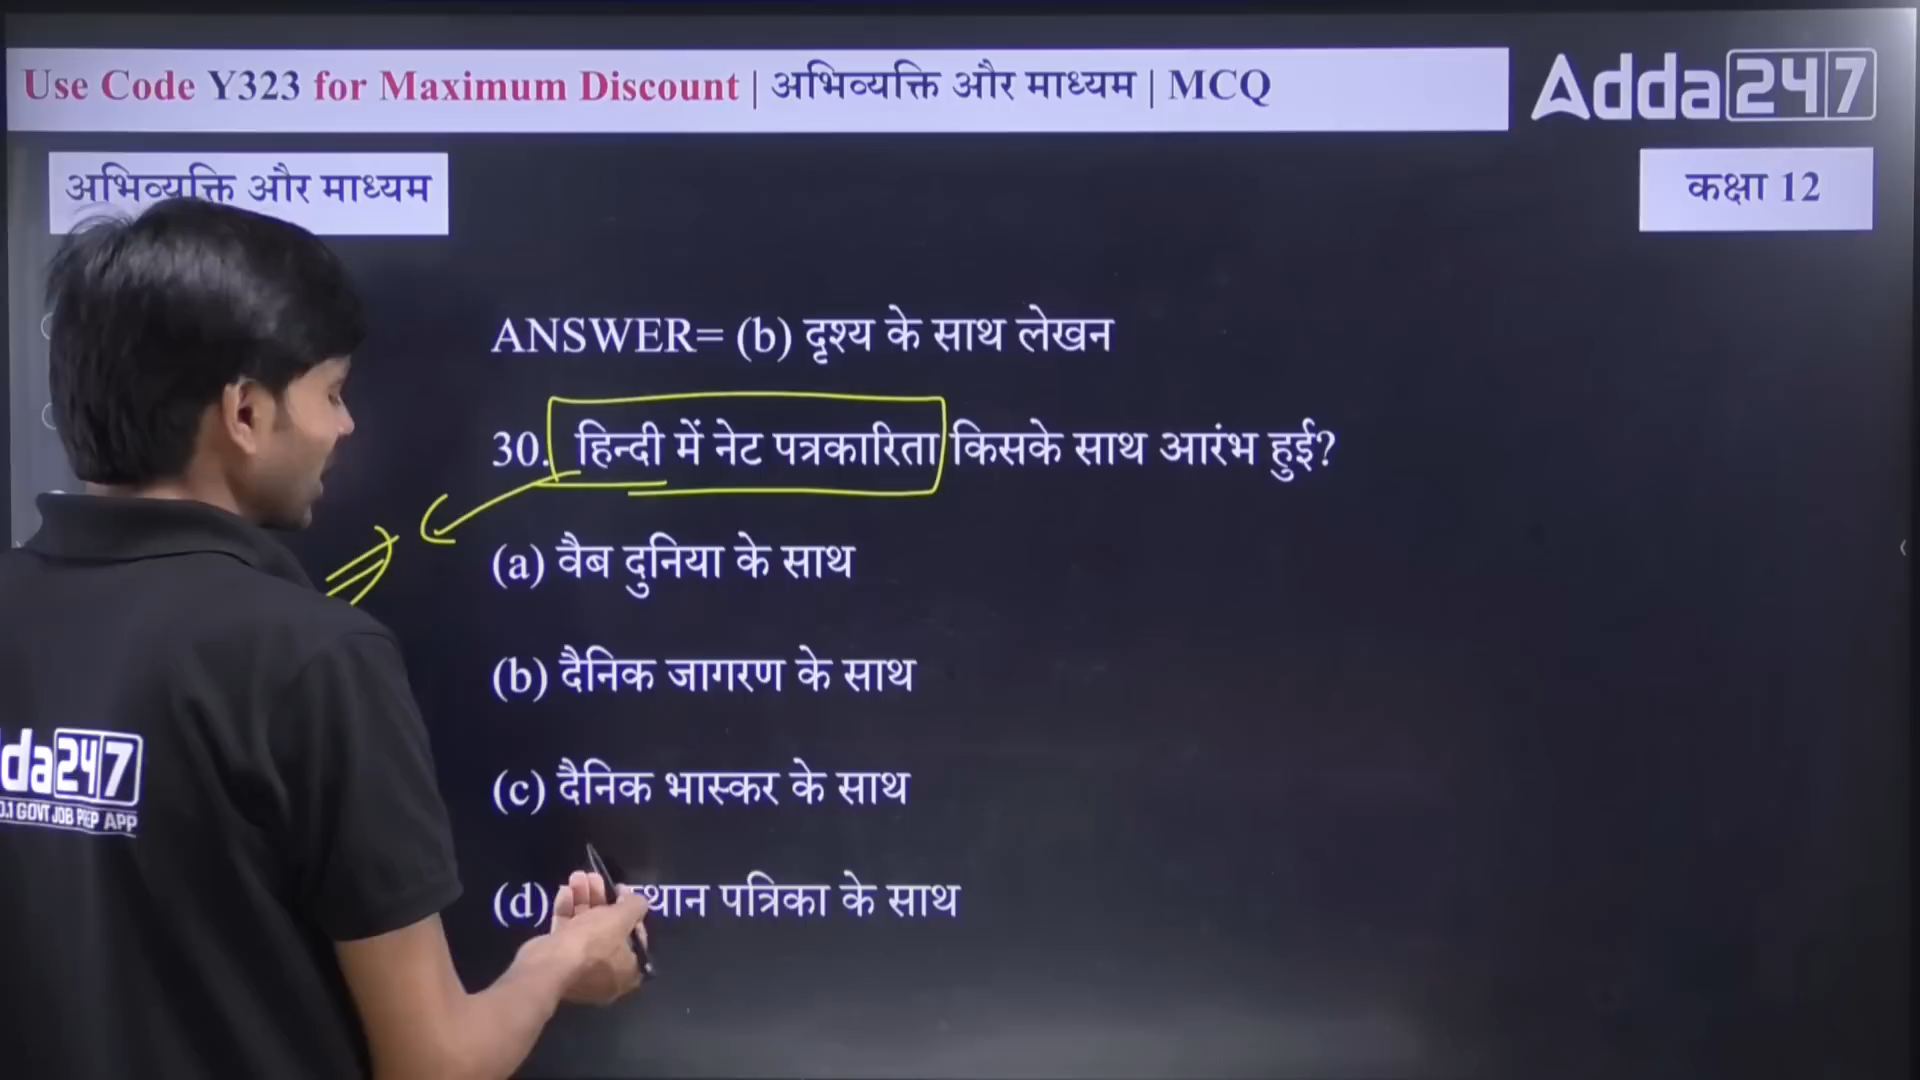 Use Code Y323 for Maximum Discount | अभिव्यक्ति और माध्यम | MCQ
Adda247
अभिव्यक्ति और माध्यम
कक्षा 12
ANSWER= (b) दृश्य के साथ लेखन
30. हिन्दी में नेट पत्रकारिता किसके साथ आरंभ हुई?
(a) वैब दुनिया के साथ
(b) दैनिक जागरण के साथ
(c) दैनिक भास्कर के साथ
(d) पत्रिका के साथ
da247
GOVT JOB PREP APP